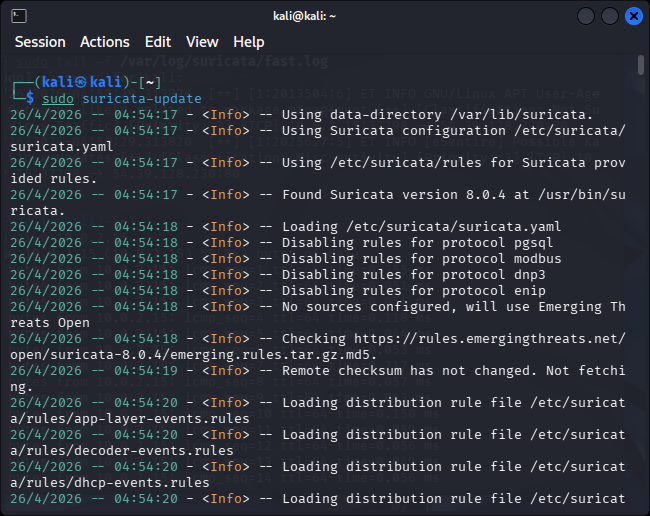 kali@kali: ~
Session Actions Edit View Help
┌──(kali㉿kali)-[~]
└─$ sudo suricata-update
26/4/2026 -- 04:54:17 - <Info> -- Using data-directory /var/lib/suricata.
26/4/2026 -- 04:54:17 - <Info> -- Using Suricata configuration /etc/suricata/
suricata.yaml
26/4/2026 -- 04:54:17 - <Info> -- Using /etc/suricata/rules for Suricata prov
ided rules.
26/4/2026 -- 04:54:17 - <Info> -- Found Suricata version 8.0.4 at /usr/bin/su
ricata.
26/4/2026 -- 04:54:18 - <Info> -- Loading /etc/suricata/suricata.yaml
26/4/2026 -- 04:54:18 - <Info> -- Disabling rules for protocol pgsql
26/4/2026 -- 04:54:18 - <Info> -- Disabling rules for protocol modbus
26/4/2026 -- 04:54:18 - <Info> -- Disabling rules for protocol dnp3
26/4/2026 -- 04:54:18 - <Info> -- Disabling rules for protocol enip
26/4/2026 -- 04:54:18 - <Info> -- No sources configured, will use Emerging Th
reats Open
26/4/2026 -- 04:54:18 - <Info> -- Checking https://rules.emergingthreats.net/
open/suricata-8.0.4/emerging.rules.tar.gz.md5.
26/4/2026 -- 04:54:19 - <Info> -- Remote checksum has not changed. Not fetchi
ng.
26/4/2026 -- 04:54:20 - <Info> -- Loading distribution rule file /etc/suricat
a/rules/app-layer-events.rules
26/4/2026 -- 04:54:20 - <Info> -- Loading distribution rule file /etc/suricat
a/rules/decoder-events.rules
26/4/2026 -- 04:54:20 - <Info> -- Loading distribution rule file /etc/suricat
a/rules/dhcp-events.rules
26/4/2026 -- 04:54:20 - <Info> -- Loading distribution rule file /etc/suricat